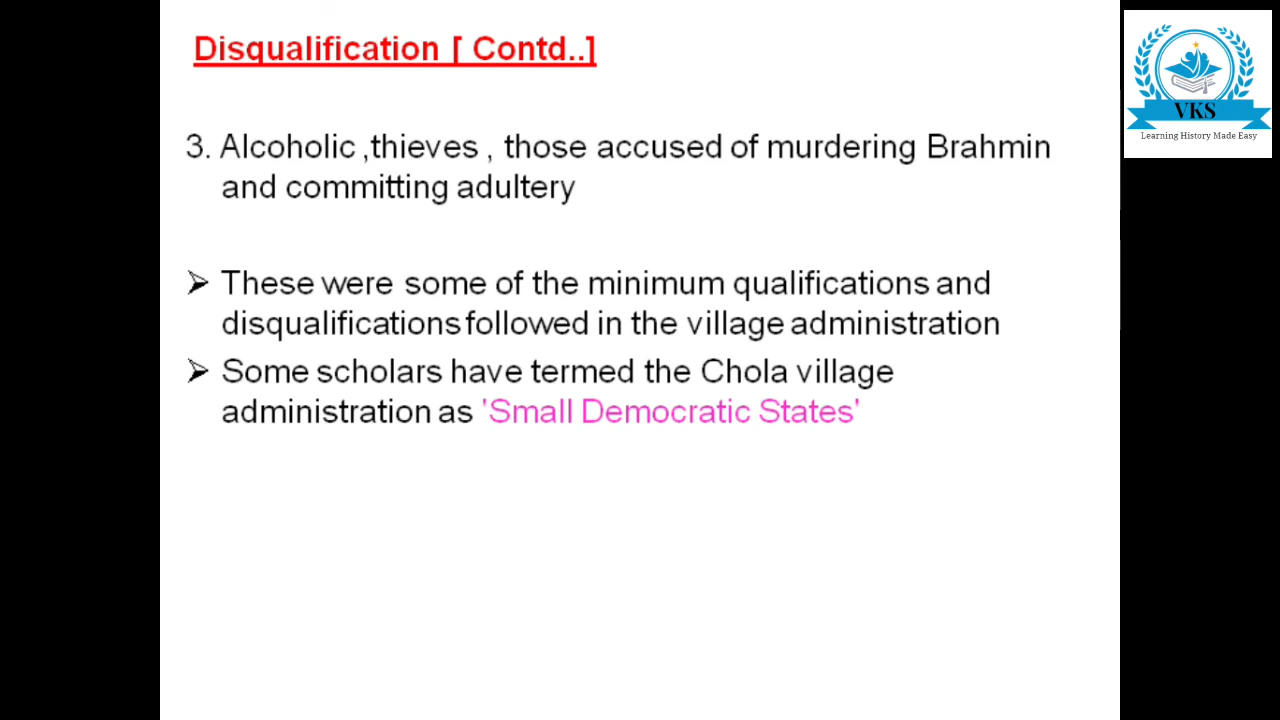 Disqualification [ Contd..]
VKS
Learning History Made Easy
3. Alcoholic ,thieves , those accused of murdering Brahmin
and committing adultery
➢ These were some of the minimum qualifications and
disqualifications followed in the village administration
➢ Some scholars have termed the Chola village
administration as 'Small Democratic States'